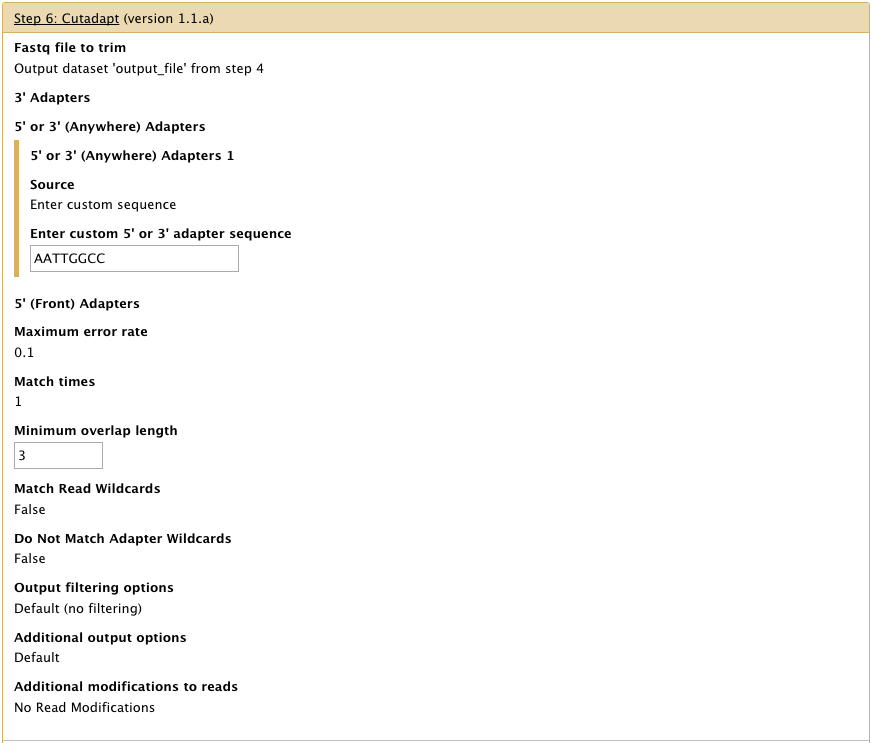 Step 6: Cutadapt (version 1.1.a)
Fastq file to trim
Output dataset 'output_file' from step 4
3' Adapters
5' or 3' (Anywhere) Adapters
5' or 3' (Anywhere) Adapters 1
Source
Enter custom sequence
Enter custom 5' or 3' adapter sequence
AATTGGCC
5' (Front) Adapters
Maximum error rate
0.1
Match times
1
Minimum overlap length
3
Match Read Wildcards
False
Do Not Match Adapter Wildcards
False
Output filtering options
Default (no filtering)
Additional output options
Default
Additional modifications to reads
No Read Modifications